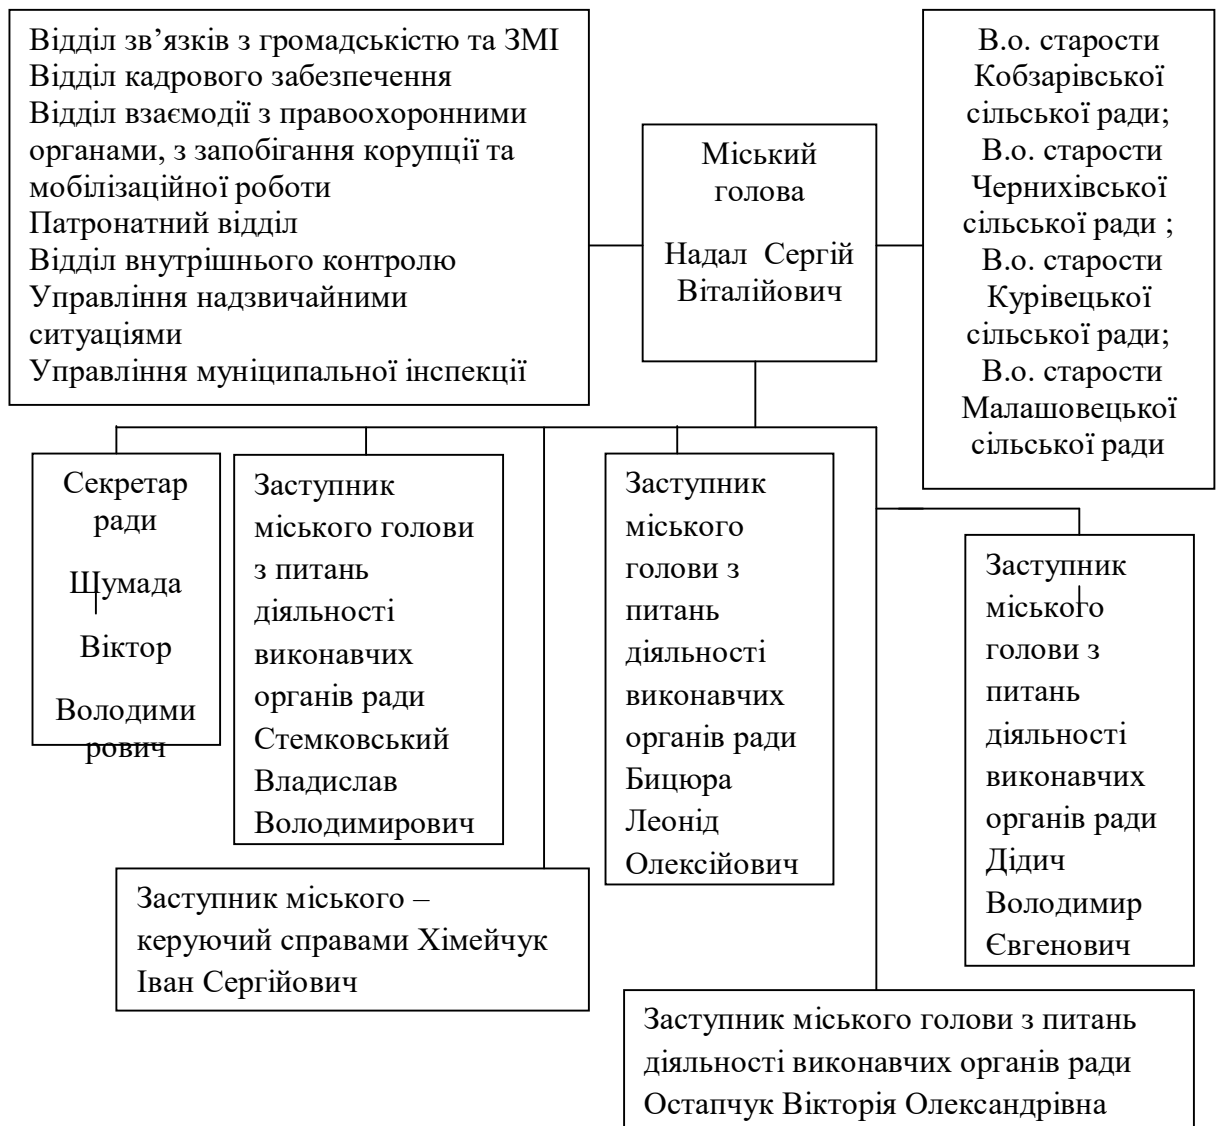 Відділ зв’язків з громадськістю та ЗМІ
Відділ кадрового забезпечення
Відділ взаємодії з правоохоронними
органами, з запобігання корупції та
мобілізаційної роботи
Патронатний відділ
Відділ внутрішнього контролю
Управління надзвичайними
ситуаціями
Управління муніципальної інспекції
Міський
голова
Надал Сергій
Віталійович
В.о. старости
Кобзарівської
сільської ради;
В.о. старости
Чернихівської
сільської ради ;
В.о. старости
Курівецької
сільської ради;
В.о. старости
Малашовецької
сільської ради
Секретар
ради
Шумада
Віктор
Володими
рович
Заступник
міського голови
з питань
діяльності
виконавчих
органів ради
Стемковський
Владислав
Володимирович
Заступник
міського
голови з
питань
діяльності
виконавчих
органів ради
Бицюра
Леонід
Олексійович
Заступник
міського
голови з
питань
діяльності
виконавчих
органів ради
Дідич
Володимир
Євгенович
Заступник міського –
керуючий справами Хімейчук
Іван Сергійович
Заступник міського голови з питань
діяльності виконавчих органів ради
Остапчук Вікторія Олександрівна